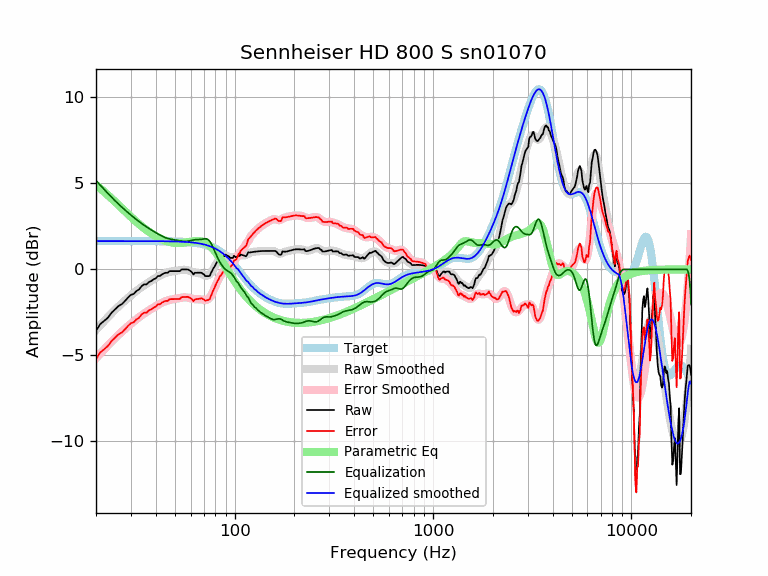 Sennheiser HD 800 S sn01070
Amplitude (dBr)
10
5
0
−5
−10
Target
Raw Smoothed
Error Smoothed
Raw
Error
Parametric Eq
Equalization
Equalized smoothed
100
1000
10000
Frequency (Hz)